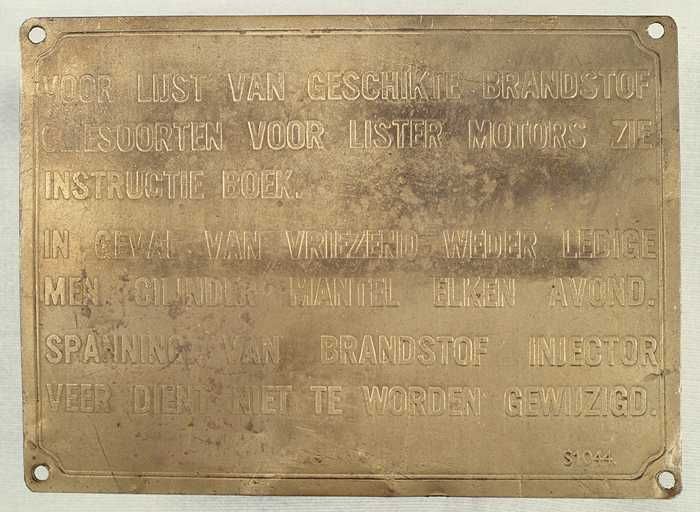 VOOR LIJST VAN GESCHIKTE BRANDSTOF
OLIESOORTEN VOOR LISTER MOTORS ZIE
INSTRUCTIE BOEK.
IN GEVAL VAN VRIEZEND WEDER LEDIGE
MEN CILINDER MANTEL ELKEN AVOND.
SPANNING VAN BRANDSTOF INJECTOR
VEER DIENT NIET TE WORDEN GEWIJZIGD.
S1044